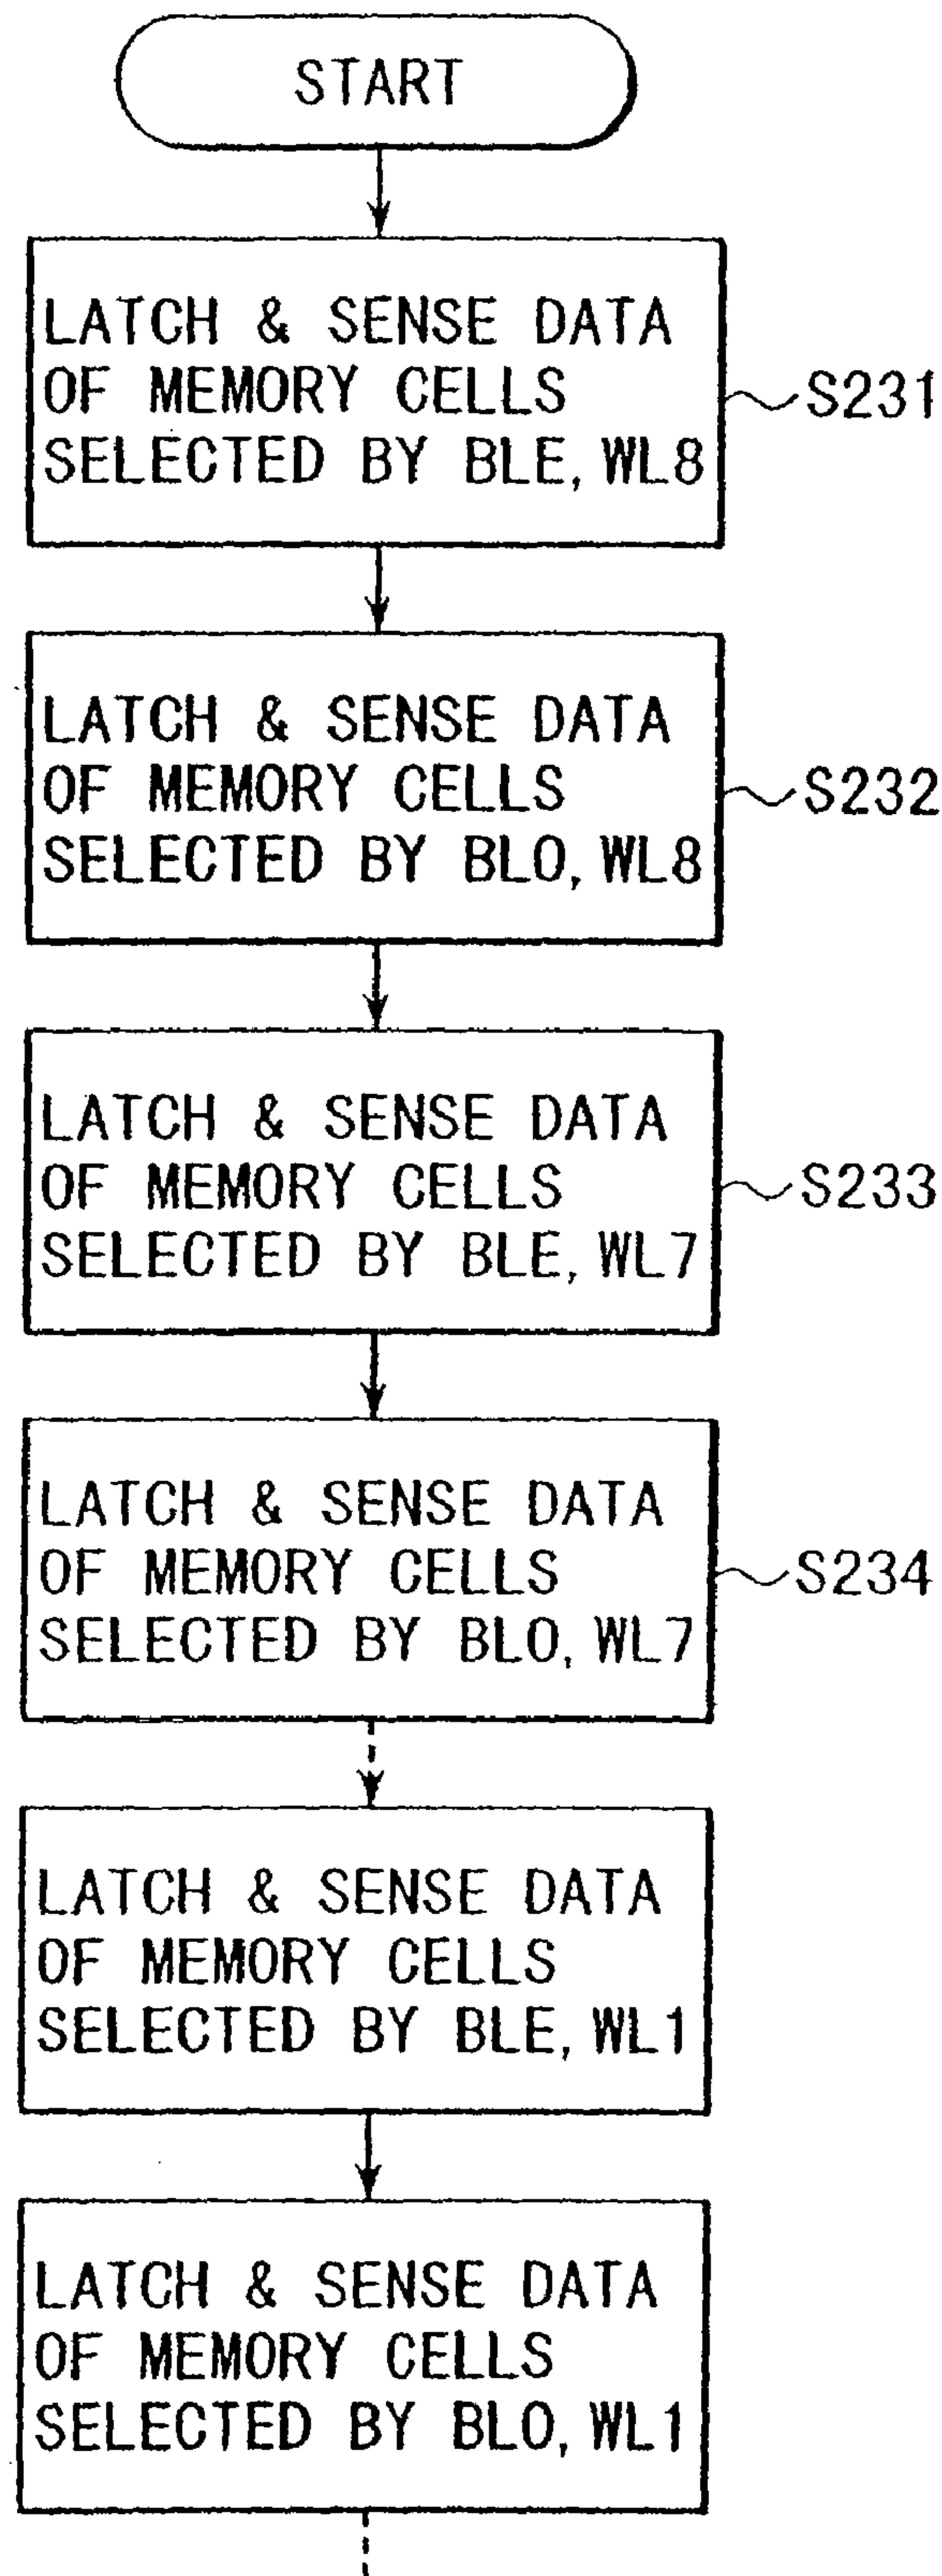 START
LATCH & SENSE DATA
OF MEMORY CELLS
SELECTED BY BLE, WL8
S231
LATCH & SENSE DATA
OF MEMORY CELLS
SELECTED BY BLO, WL8
S232
LATCH & SENSE DATA
OF MEMORY CELLS
SELECTED BY BLE, WL7
S233
LATCH & SENSE DATA
OF MEMORY CELLS
SELECTED BY BLO, WL7
S234
LATCH & SENSE DATA
OF MEMORY CELLS
SELECTED BY BLE, WL1
LATCH & SENSE DATA
OF MEMORY CELLS
SELECTED BY BLO, WL1